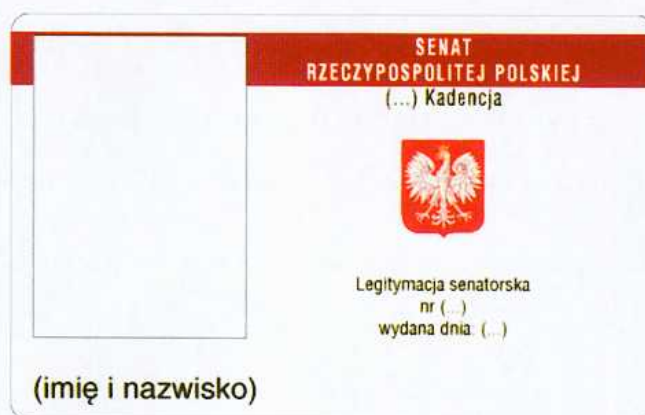 SENAT
RZECZYPOSPOLITEJ POLSKIEJ
(...) Kadencja
Legitymacja senatorska
nr (...)
wydana dnia: (...)
(imię i nazwisko)